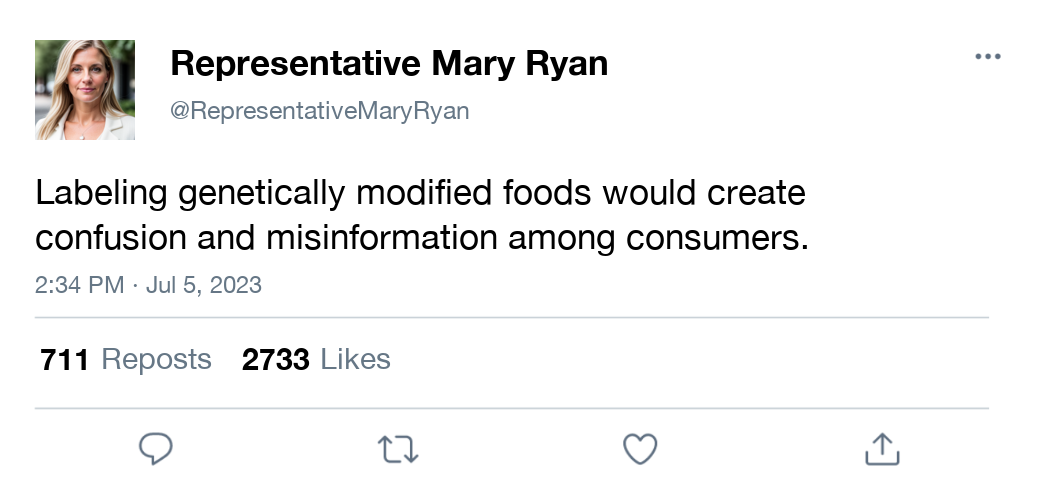 Representative Mary Ryan
@RepresentativeMaryRyan
Labeling genetically modified foods would create
confusion and misinformation among consumers.
2:34 PM · Jul 5, 2023
711 Reposts 2733 Likes